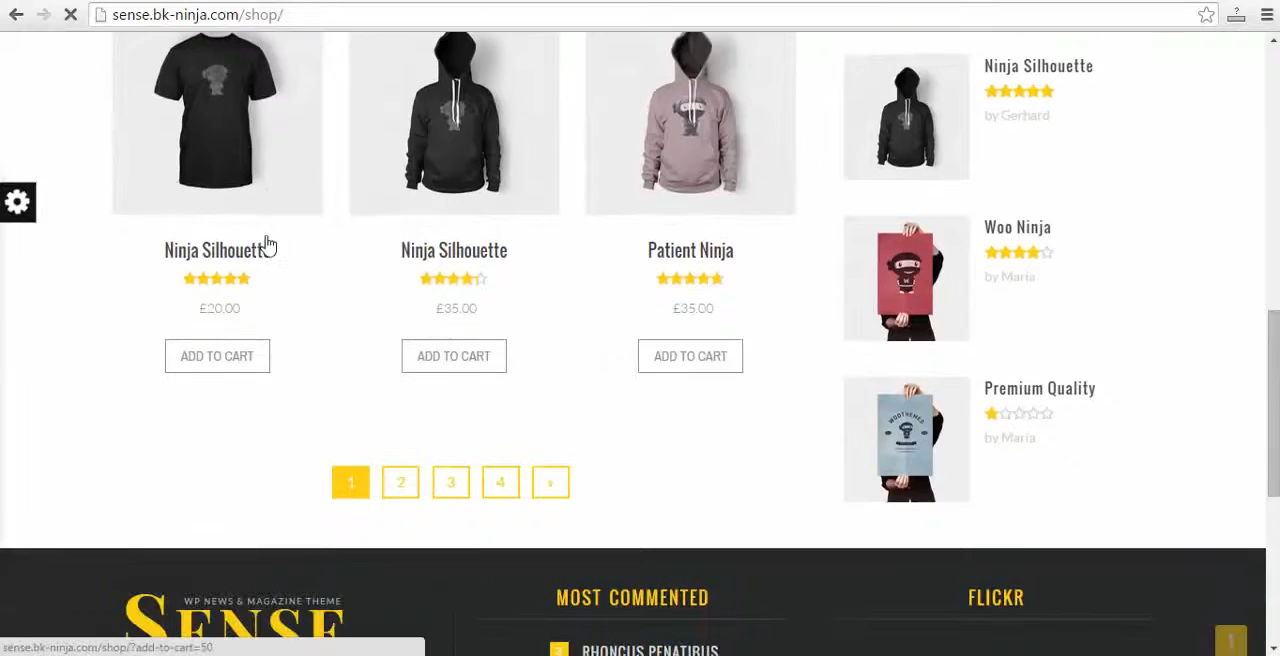 sense.bk-ninja.com/shop/
Ninja Silhouette
£20.00
ADD TO CART
Ninja Silhouette
£35.00
ADD TO CART
Patient Ninja
£35.00
ADD TO CART
1 2 3 4
Ninja Silhouette
by Gerhard
Woo Ninja
by Maria
Premium Quality
by Maria
WOOTHEMES
WP NEWS & MAGAZINE THEME
SENSE
MOST COMMENTED
3 RHONCUS PENATIBUS
FLICKR
sense.bk-ninja.com/shop/?add-to-cart=50